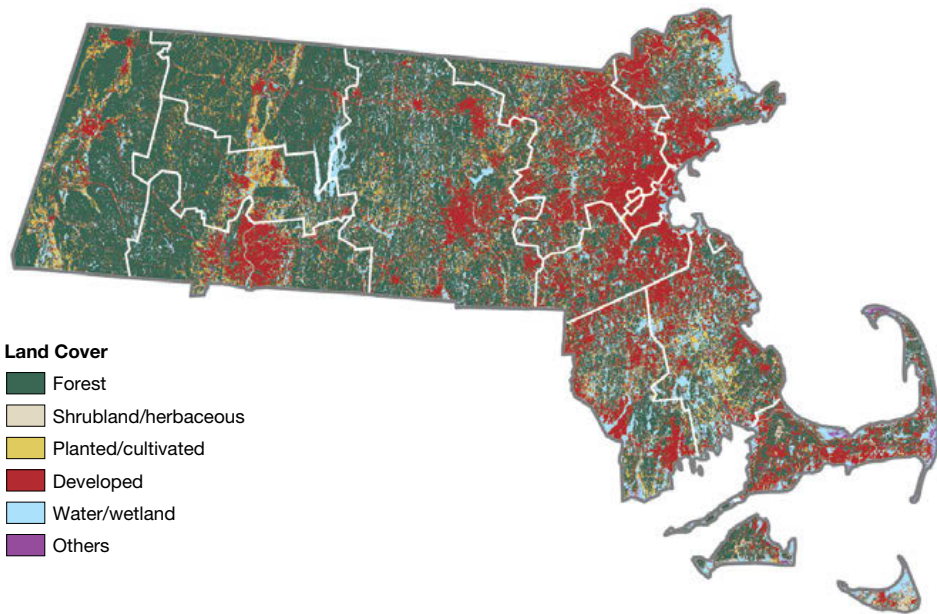 Land Cover
Forest
Shrubland/herbaceous
Planted/cultivated
Developed
Water/wetland
Others